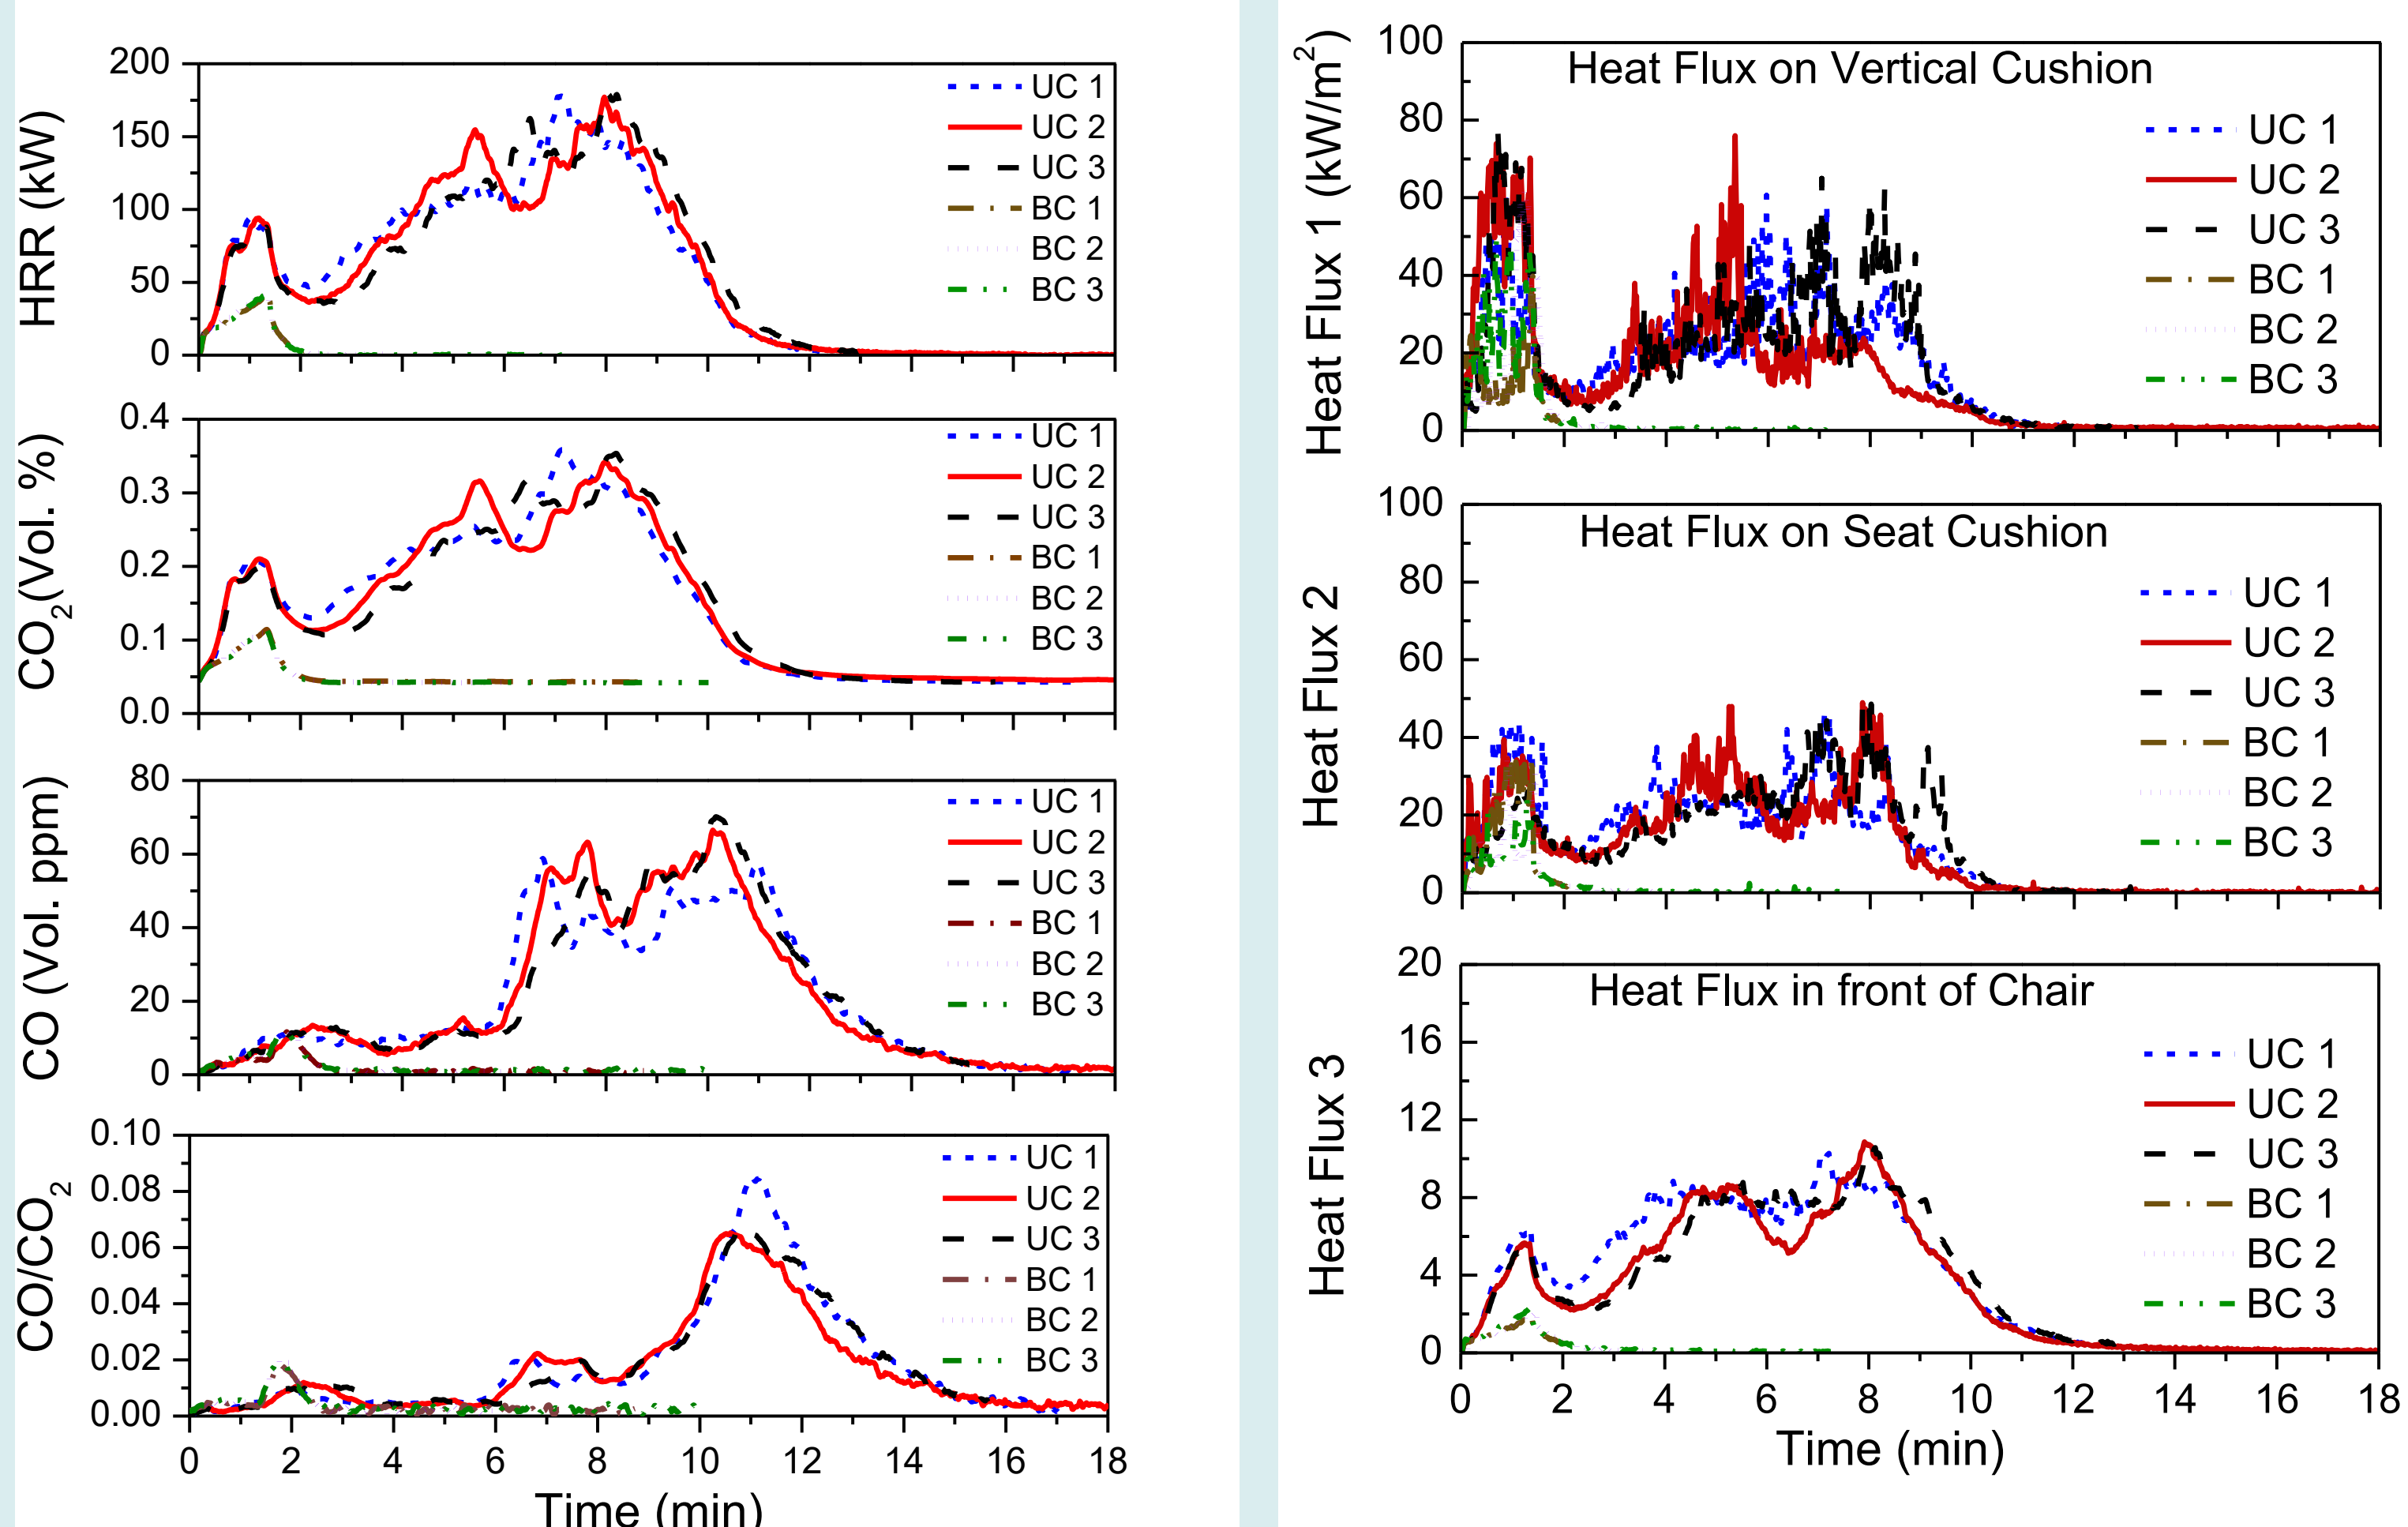 HRR (kW)
200
150
100
50
0
UC 1
UC 2
UC 3
BC 1
BC 2
BC 3
CO2(Vol. %)
0.4
0.3
0.2
0.1
0.0
UC 1
UC 2
UC 3
BC 1
BC 2
BC 3
CO (Vol. ppm)
80
60
40
20
0
UC 1
UC 2
UC 3
BC 1
BC 2
BC 3
CO/CO2
0.10
0.08
0.06
0.04
0.02
0.00
UC 1
UC 2
UC 3
BC 1
BC 2
BC 3
0 2 4 6 8 10 12 14 16 18
Time (min)
Heat Flux 1 (kW/m2)
100
80
60
40
20
0
Heat Flux on Vertical Cushion
UC 1
UC 2
UC 3
BC 1
BC 2
BC 3
Heat Flux 2
100
80
60
40
20
0
Heat Flux on Seat Cushion
UC 1
UC 2
UC 3
BC 1
BC 2
BC 3
Heat Flux 3
20
16
12
8
4
0
Heat Flux in front of Chair
UC 1
UC 2
UC 3
BC 1
BC 2
BC 3
0 2 4 6 8 10 12 14 16 18
Time (min)